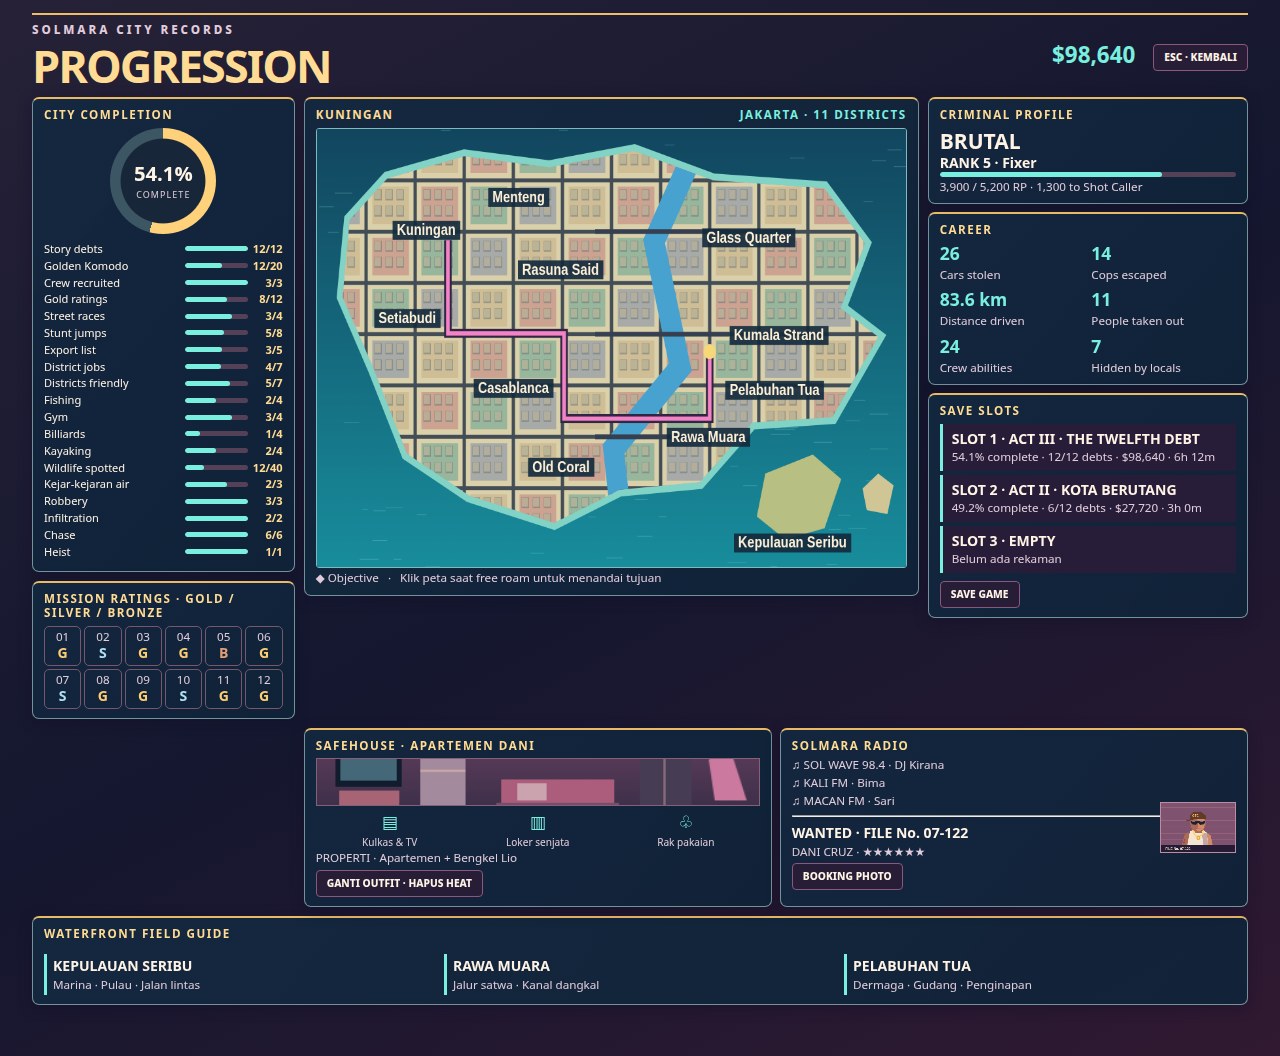 SOLMARA CITY RECORDS
PROGRESSION
$98,640
ESC · KEMBALI
CITY COMPLETION
54.1%
COMPLETE
Story debts 12/12
Golden Komodo 12/20
Crew recruited 3/3
Gold ratings 8/12
Street races 3/4
Stunt jumps 5/8
Export list 3/5
District jobs 4/7
Districts friendly 5/7
Fishing 2/4
Gym 3/4
Billiards 1/4
Kayaking 2/4
Wildlife spotted 12/40
Kejar-kejaran air 2/3
Robbery 3/3
Infiltration 2/2
Chase 6/6
Heist 1/1
MISSION RATINGS · GOLD /
SILVER / BRONZE
01 02 03 04 05 06
G S G G B G
07 08 09 10 11 12
S G G S G G
KUNINGAN
JAKARTA · 11 DISTRICTS
Menteng
Kuningan
Glass Quarter
Rasuna Said
Setiabudi
Kumala Strand
Casablanca
Pelabuhan Tua
Rawa Muara
Old Coral
Kepulauan Seribu
◆ Objective · Klik peta saat free roam untuk menandai tujuan
CRIMINAL PROFILE
BRUTAL
RANK 5 · Fixer
3,900 / 5,200 RP · 1,300 to Shot Caller
CAREER
26 14
Cars stolen Cops escaped
83.6 km 11
Distance driven People taken out
24 7
Crew abilities Hidden by locals
SAVE SLOTS
SLOT 1 · ACT III · THE TWELFTH DEBT
54.1% complete · 12/12 debts · $98,640 · 6h 12m
SLOT 2 · ACT II · KOTA BERUTANG
49.2% complete · 6/12 debts · $27,720 · 3h 0m
SLOT 3 · EMPTY
Belum ada rekaman
SAVE GAME
SAFEHOUSE · APARTEMEN DANI
Kulkas & TV
Loker senjata
Rak pakaian
PROPERTI · Apartemen + Bengkel Lio
GANTI OUTFIT · HAPUS HEAT
SOLMARA RADIO
♫ SOL WAVE 98.4 · DJ Kirana
♫ KALI FM · Bima
♫ MACAN FM · Sari
WANTED · FILE No. 07-122
DANI CRUZ · ★★★★★★
BOOKING PHOTO
WATERFRONT FIELD GUIDE
KEPULAUAN SERIBU
Marina · Pulau · Jalan lintas
RAWA MUARA
Jalur satwa · Kanal dangkal
PELABUHAN TUA
Dermaga · Gudang · Penginapan